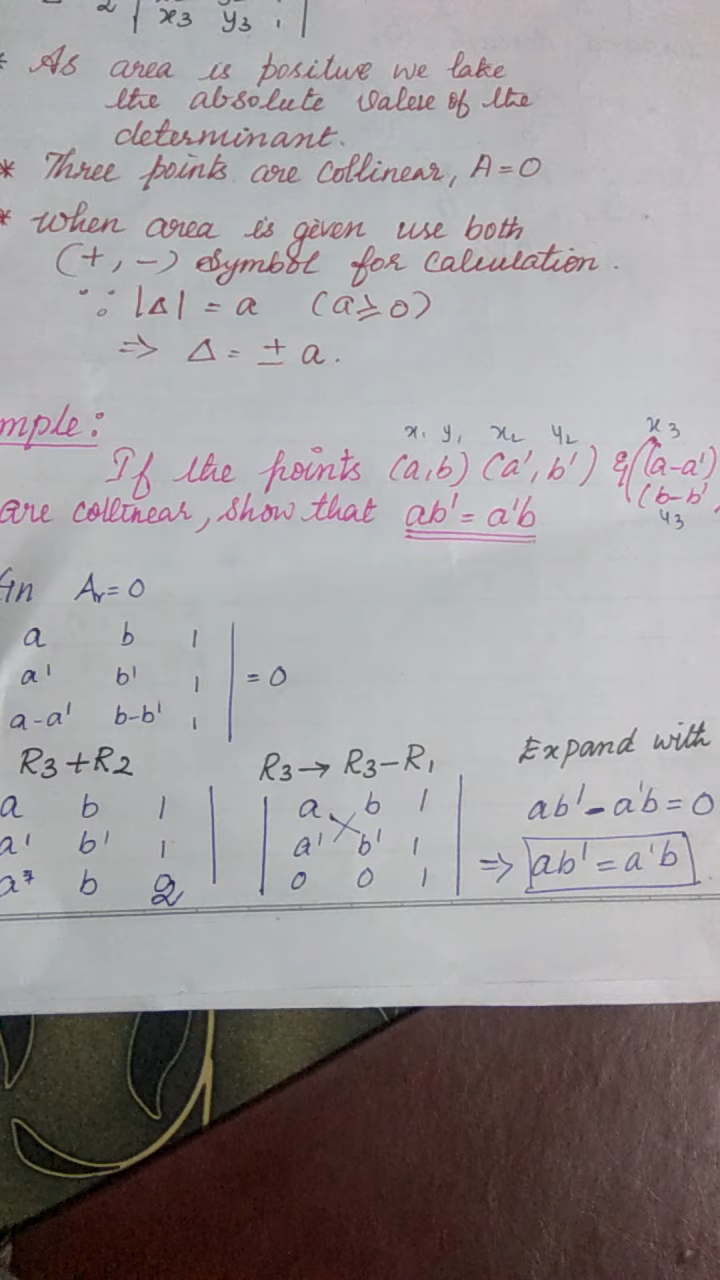 2 | x3 y3 1 |
* As area is positive we take
the absolute value of the
determinant.
* Three points are collinear, A=0
* When area is given use both
(+, -) symbol for calculation.
∵ |Δ| = a (a≥0)
⇒ Δ = ± a.
mple:
x1 y1 x2 y2 x3
If the points (a,b) (a',b') & (a-a')
(b-b'
are collinear, show that ab' = a'b
y3
Gn Ar=0
a b 1
a' b' 1 | = 0
a-a' b-b' 1
R3+R2 R3→ R3-R1 Expand with
a b 1 | | a b 1 | ab'-a'b=0
a' b' 1 | | a' b' 1 | ⇒ ab'=a'b
a b 2 | | 0 0 1 |